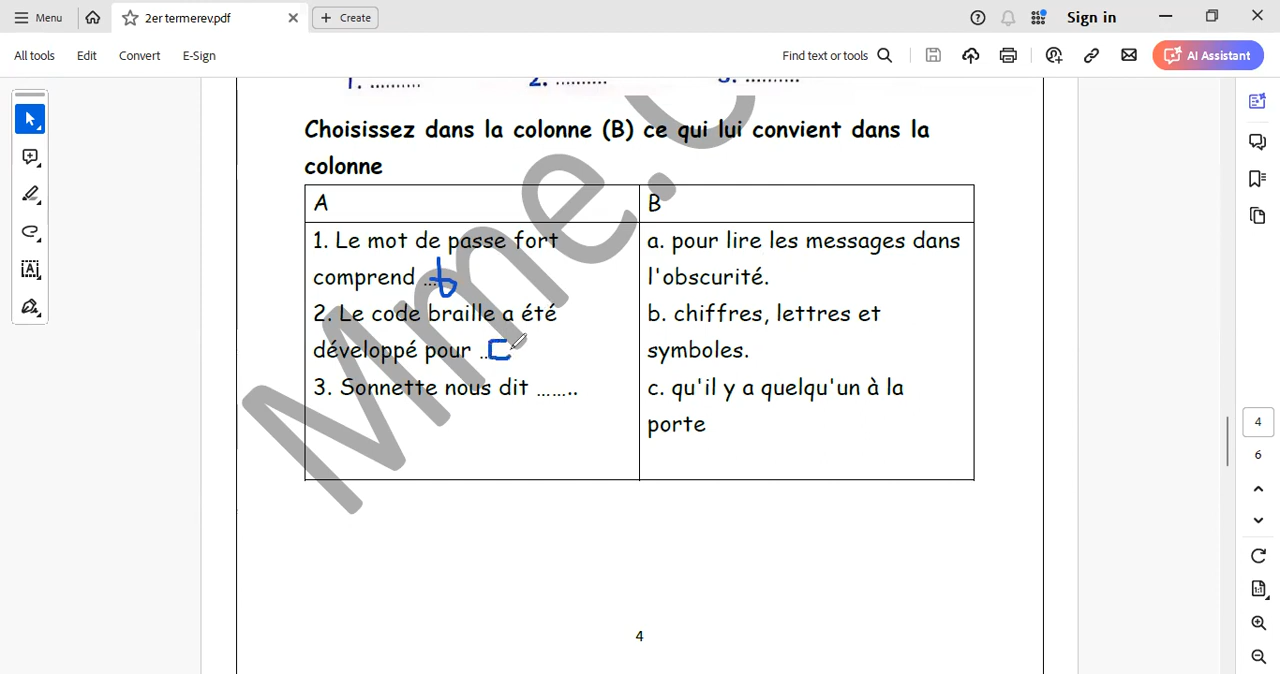 Menu
2er termerev.pdf
Create
Sign in
All tools
Edit
Convert
E-Sign
Find text or tools
AI Assistant
1. ..........
2. ..........
3. ..........
Choisissez dans la colonne (B) ce qui lui convient dans la
colonne
A
B
1. Le mot de passe fort
comprend ... b
2. Le code braille a été
développé pour ..
3. Sonnette nous dit ........
a. pour lire les messages dans
l'obscurité.
b. chiffres, lettres et
symboles.
c. qu'il y a quelqu'un à la
porte
Mme.
4
4
6